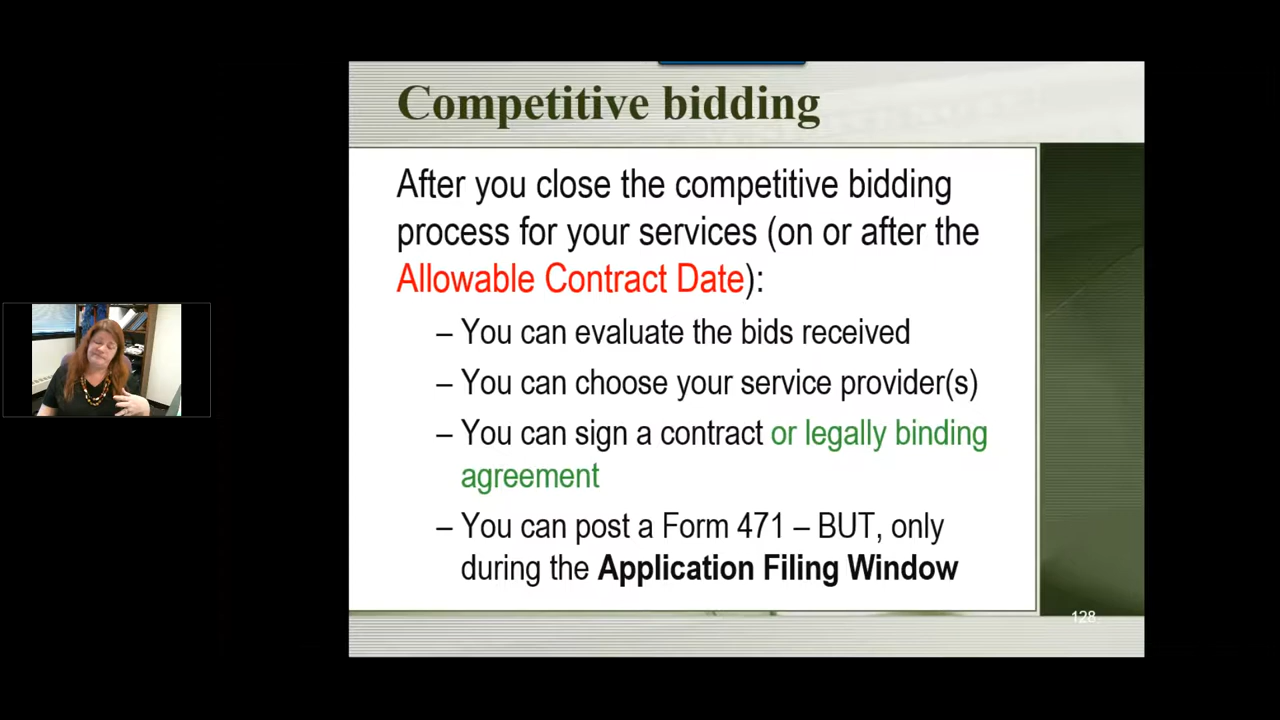 Competitive bidding
After you close the competitive bidding
process for your services (on or after the
Allowable Contract Date):
– You can evaluate the bids received
– You can choose your service provider(s)
– You can sign a contract or legally binding
agreement
– You can post a Form 471 – BUT, only
during the Application Filing Window
128